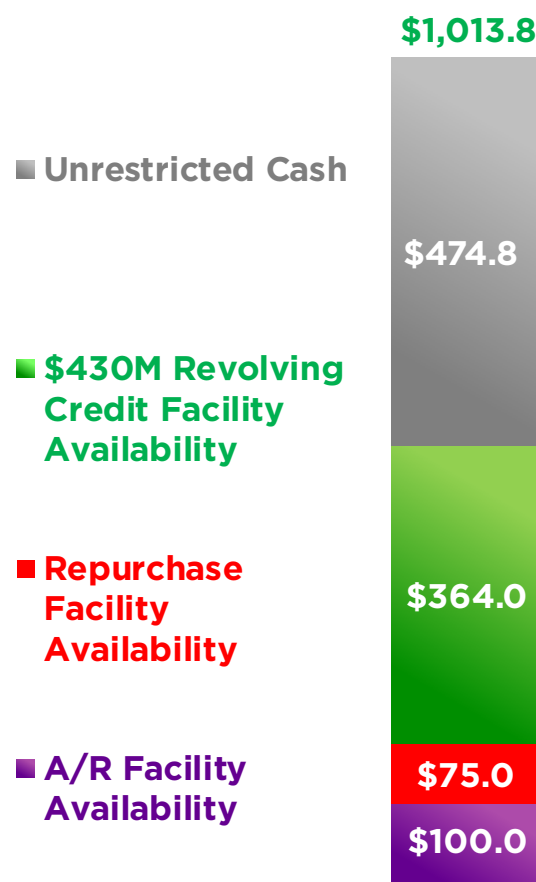 $1,013.8
Unrestricted Cash
$474.8
$430M Revolving
Credit Facility
Availability
Repurchase
Facility
Availability
$364.0
A/R Facility
Availability
$75.0
$100.0